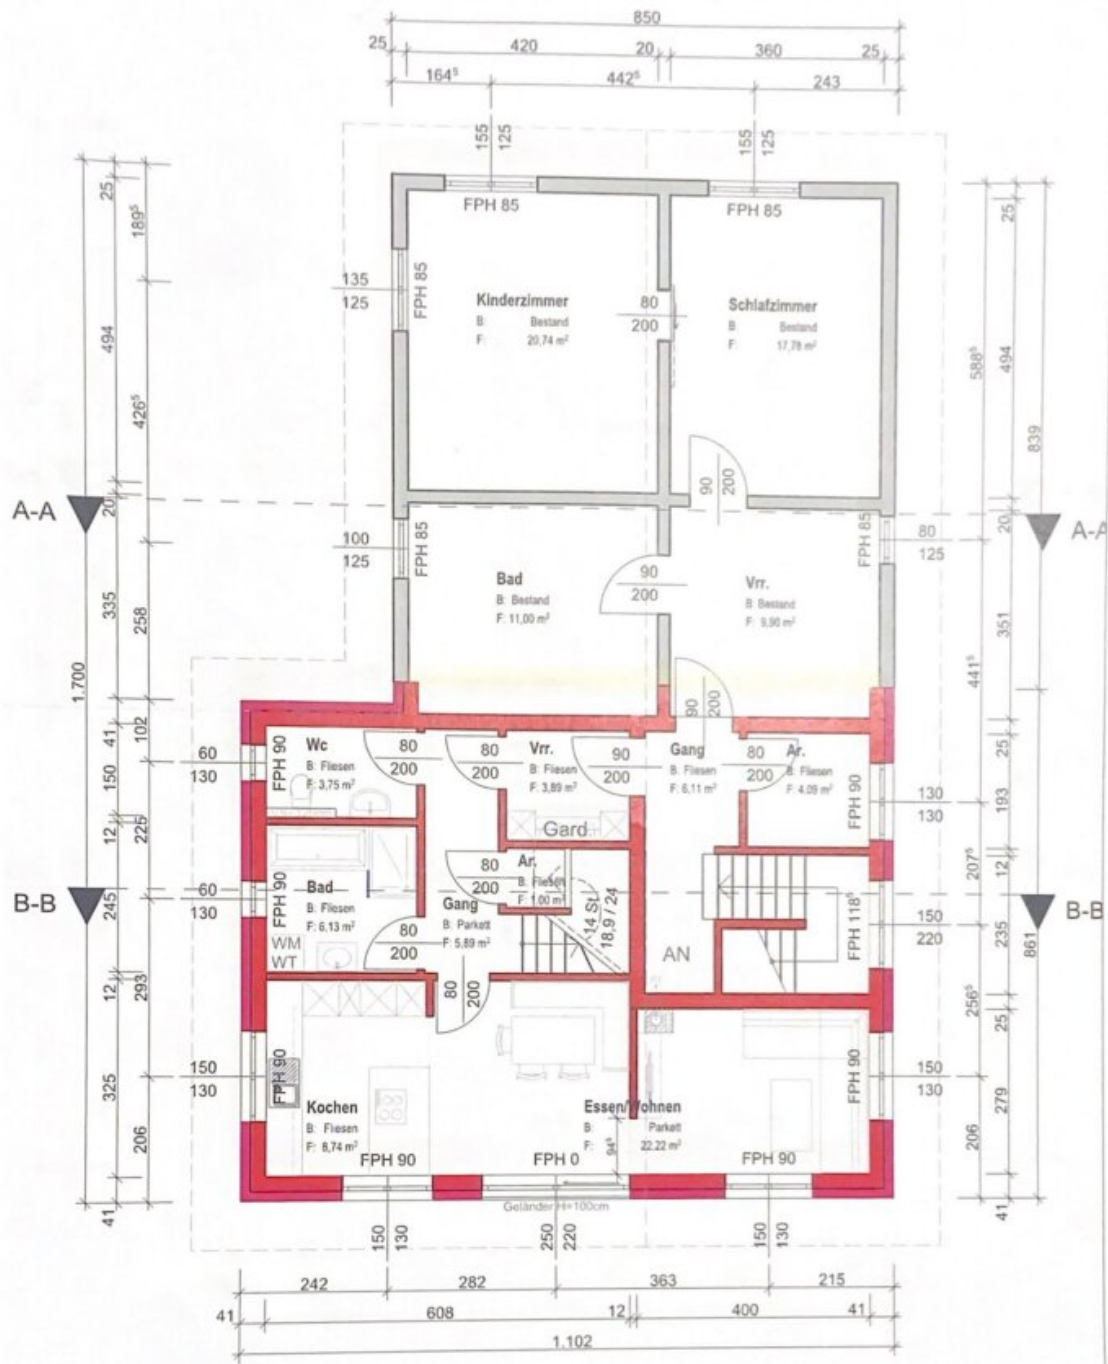 850
25
420
20
360
25
164⁵
442⁵
243
155
125
155
125
FPH 85
FPH 85
25
189⁵
494
426⁵
20
335
258
1.700
41
102
150
12
225
245
12
293
325
206
41
135
125
FPH 85
Kinderzimmer
B: Bestand
F: 20,74 m²
80
200
Schlafzimmer
B: Bestand
F: 17,78 m²
25
588⁵
494
839
90
200
A-A
A-A
20
100
125
FPH 85
FPH 85
80
125
Bad
B: Bestand
F: 11,00 m²
90
200
Vrr.
B: Bestand
F: 9,90 m²
351
441⁵
90
200
60
130
FPH 90
Wc
B: Fliesen
F: 3,75 m²
80
200
80
200
Vrr.
B: Fliesen
F: 3,89 m²
90
200
Gang
B: Fliesen
F: 6,11 m²
80
200
Ar.
B: Fliesen
F: 4,09 m²
FPH 90
130
130
25
193
Gard.
12
207⁵
B-B
B-B
60
130
FPH 90
Bad
B: Fliesen
F: 6,13 m²
WM
WT
80
200
80
200
Ar.
B: Fliesen
F: 1,00 m²
Gang
B: Parkett
F: 5,89 m²
14 St.
18,9 / 24
AN
FPH 118⁵
150
220
235
861
80
200
256⁵
25
150
130
FPH 90
Kochen
B: Fliesen
F: 8,74 m²
Essen/Wohnen
B: Parkett
F: 22,22 m²
94⁵
FPH 90
150
130
279
206
41
FPH 90
FPH 0
FPH 90
Geländer H=100cm
150
130
250
220
150
130
242
282
363
215
41
608
12
400
41
1.102